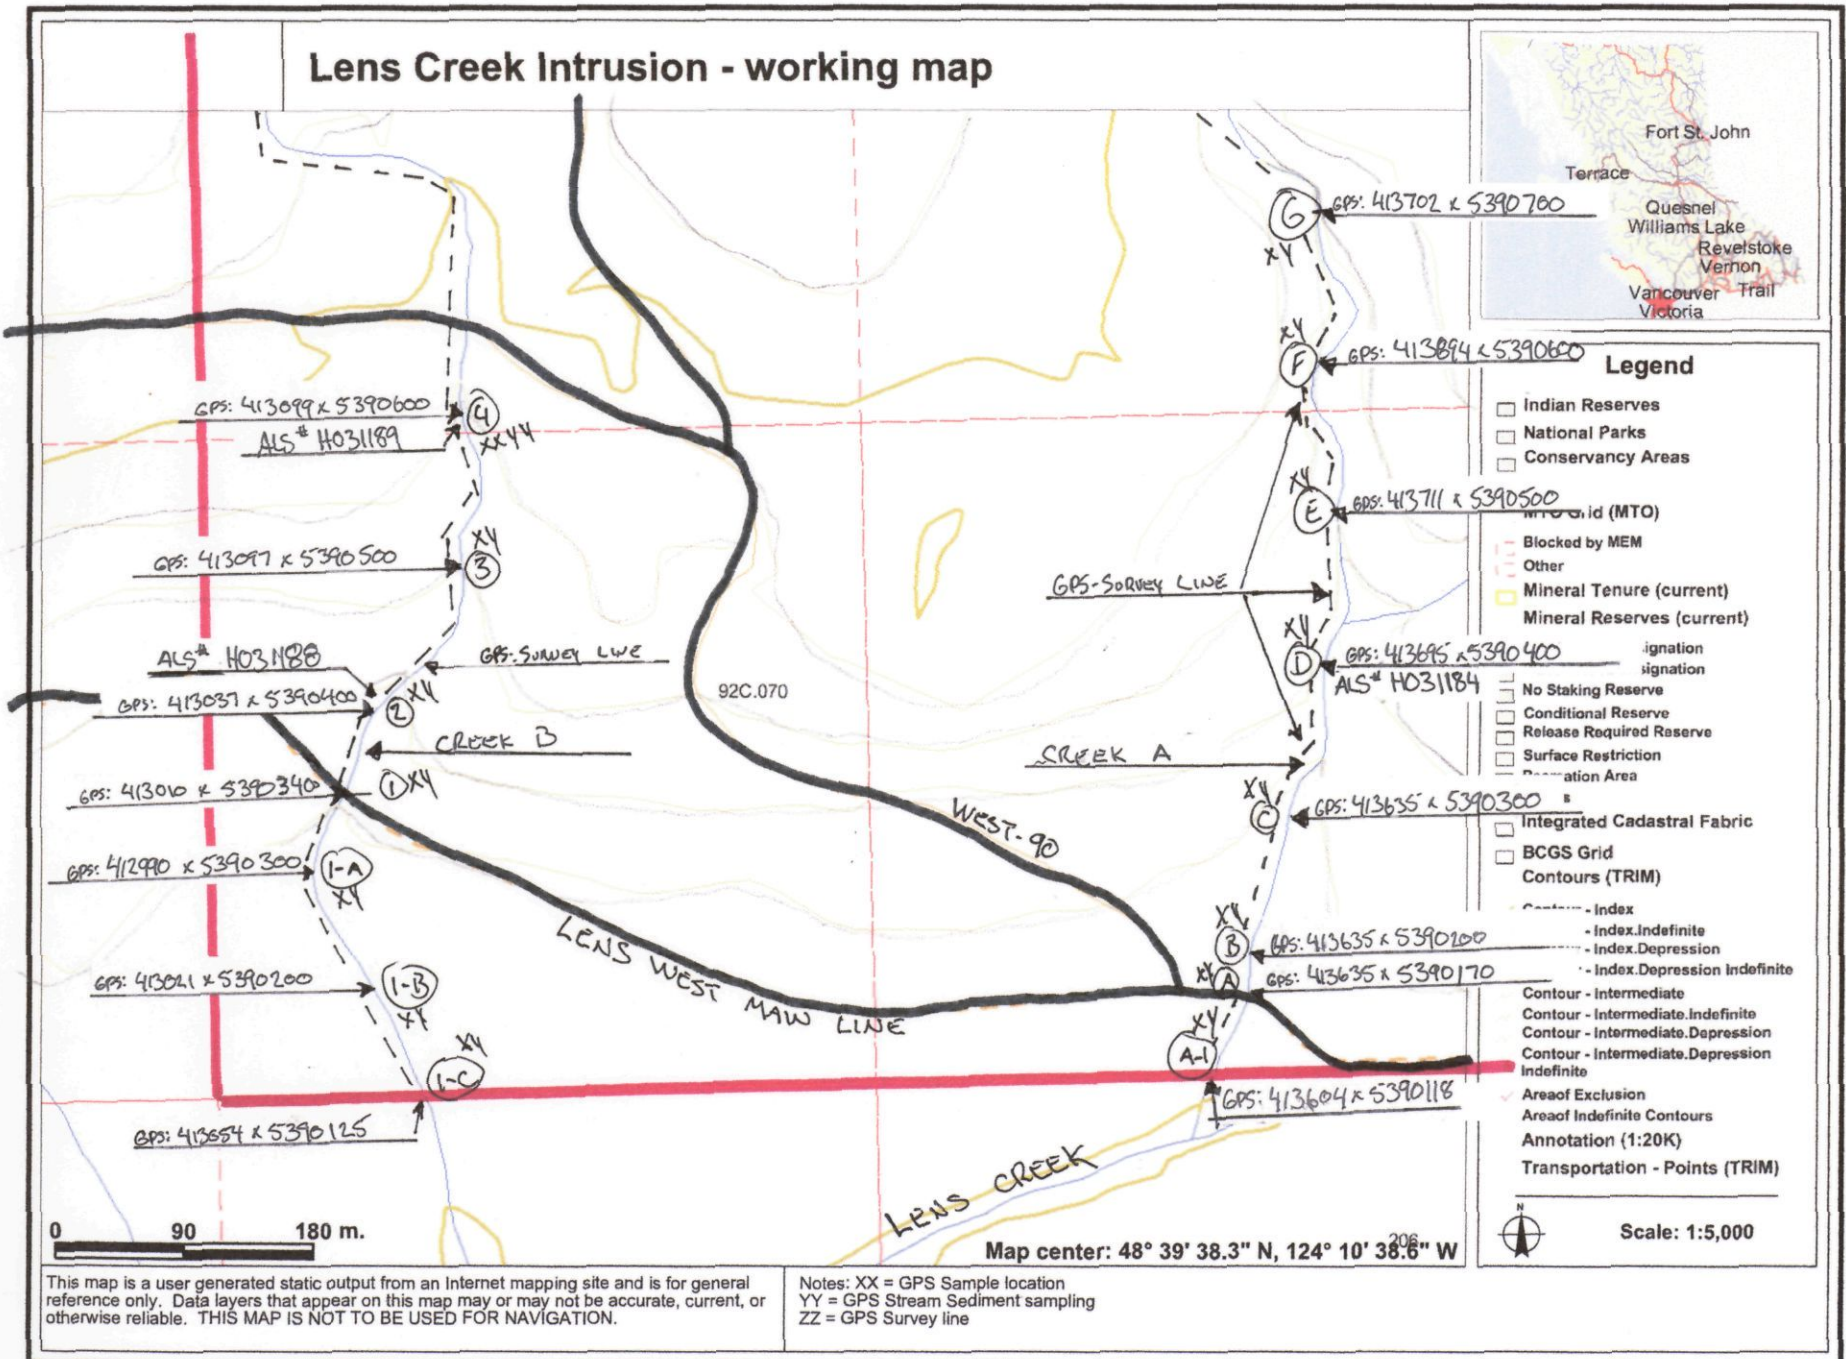 Lens Creek Intrusion - working map
Fort St. John
Terrace
Quesnel
Williams Lake
Revelstoke
Vernon
Vancouver
Trail
Victoria
G
GPS: 413702 x 5390700
XY
XY
F
GPS: 413894 x 5390600
GPS: 413099 x 5390600
4
ALS# H031189
XXYY
XY
E
GPS: 413711 x 5390500
XY
GPS: 413097 x 5390500
3
GPS-SURVEY LINE
XY
D
GPS: 413695 x 5390400
ALS# H031184
ALS# H031188
GPS-SURVEY LINE
XY
GPS: 413037 x 5390400
2
92C.070
CREEK B
CREEK A
GPS: 413010 x 5390340
1 XY
XY
C
GPS: 413635 x 5390300
WEST-90
GPS: 412990 x 5390300
1-A
XY
XY
B
GPS: 413635 x 5390200
LENS WEST MAIN LINE
XY
A
GPS: 413635 x 5390170
GPS: 413021 x 5390200
1-B
XY
XY
A-1
GPS: 413604 x 5390118
XY
1-C
GPS: 413054 x 5390125
LENS CREEK
0 90 180 m.
206
Map center: 48° 39' 38.3" N, 124° 10' 38.6" W
Legend
Indian Reserves
National Parks
Conservancy Areas
(MTO)
Blocked by MEM
Other
Mineral Tenure (current)
Mineral Reserves (current)
ignation
signation
No Staking Reserve
Conditional Reserve
Release Required Reserve
Surface Restriction
Area
Integrated Cadastral Fabric
BCGS Grid
Contours (TRIM)
- Index
- Index.Indefinite
- Index.Depression
- Index.Depression Indefinite
Contour - Intermediate
Contour - Intermediate.Indefinite
Contour - Intermediate.Depression
Contour - Intermediate.Depression
Indefinite
Areaof Exclusion
Areaof Indefinite Contours
Annotation (1:20K)
Transportation - Points (TRIM)
N
Scale: 1:5,000
This map is a user generated static output from an Internet mapping site and is for general
reference only. Data layers that appear on this map may or may not be accurate, current, or
otherwise reliable. THIS MAP IS NOT TO BE USED FOR NAVIGATION.
Notes: XX = GPS Sample location
YY = GPS Stream Sediment sampling
ZZ = GPS Survey line